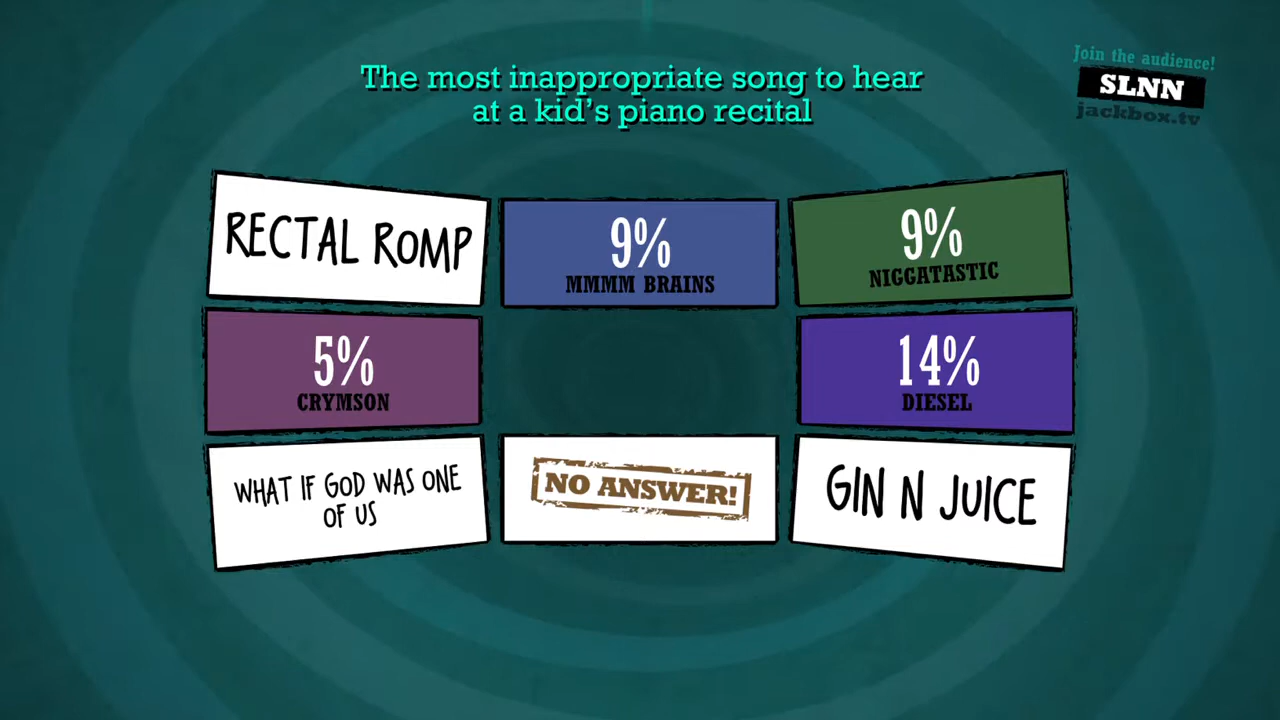 The most inappropriate song to hear
at a kid's piano recital
Join the audience!
SLNN
jackbox.tv
RECTAL ROMP
9%
MMMM BRAINS
9%
NIGGATASTIC
5%
CRYMSON
14%
DIESEL
WHAT IF GOD WAS ONE
OF US
NO ANSWER!
GIN N JUICE